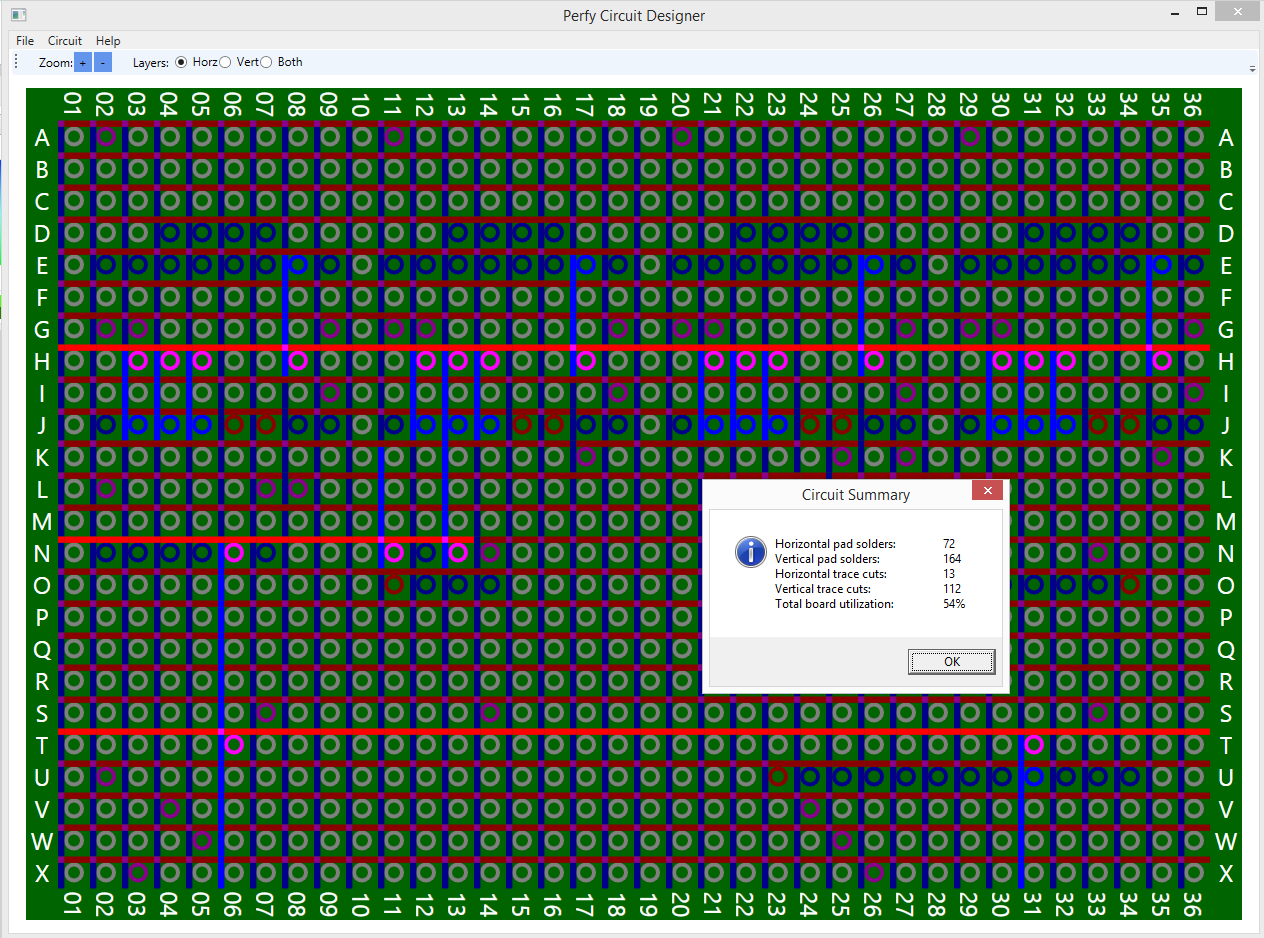 Perfy Circuit Designer
File Circuit Help
Zoom: + - Layers: Horz Vert Both
01 02 03 04 05 06 07 08 09 10 11 12 13 14 15 16 17 18 19 20 21 22 23 24 25 26 27 28 29 30 31 32 33 34 35 36
A A
B B
C C
D D
E E
F F
G G
H H
I I
J J
K K
L L
M M
N N
O O
P P
Q Q
R R
S S
T T
U U
V V
W W
X X
01 02 03 04 05 06 07 08 09 10 11 12 13 14 15 16 17 18 19 20 21 22 23 24 25 26 27 28 29 30 31 32 33 34 35 36
Circuit Summary
Horizontal pad solders: 72
Vertical pad solders: 164
Horizontal trace cuts: 13
Vertical trace cuts: 112
Total board utilization: 54%
OK